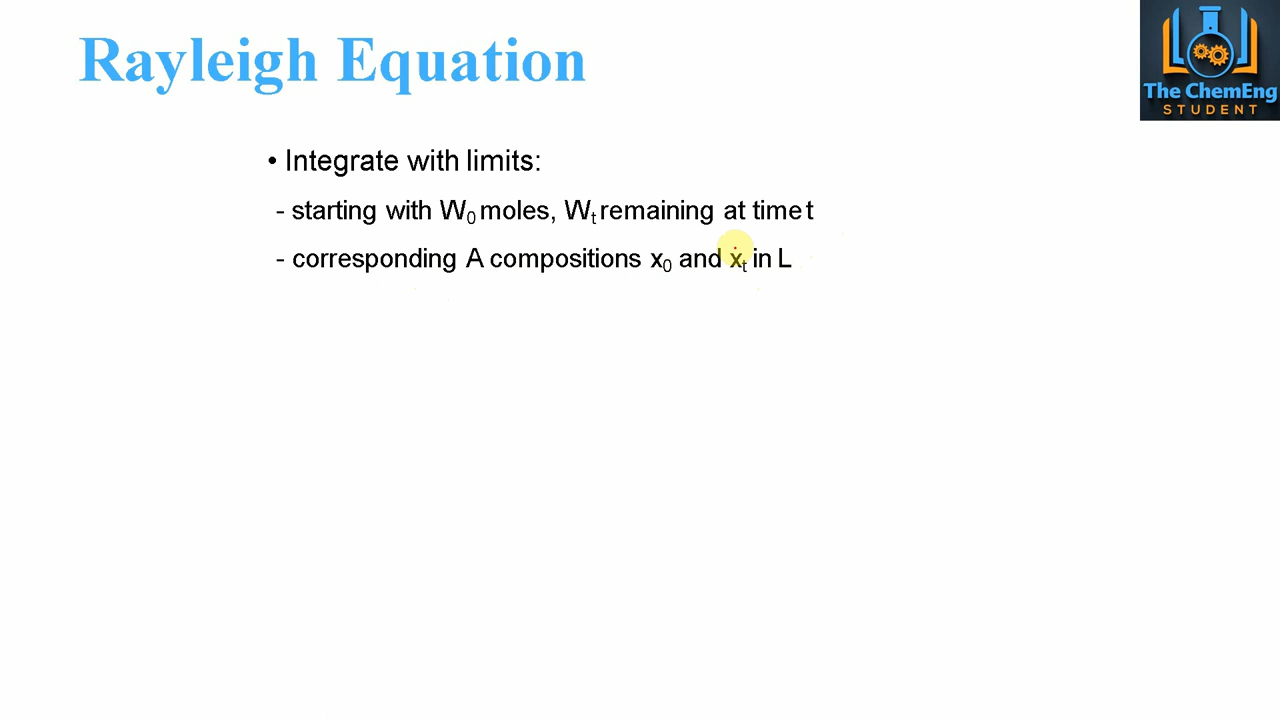 Rayleigh Equation
The ChemEng
STUDENT
• Integrate with limits:
- starting with W₀ moles, Wₜ remaining at time t
- corresponding A compositions x₀ and xₜ in L